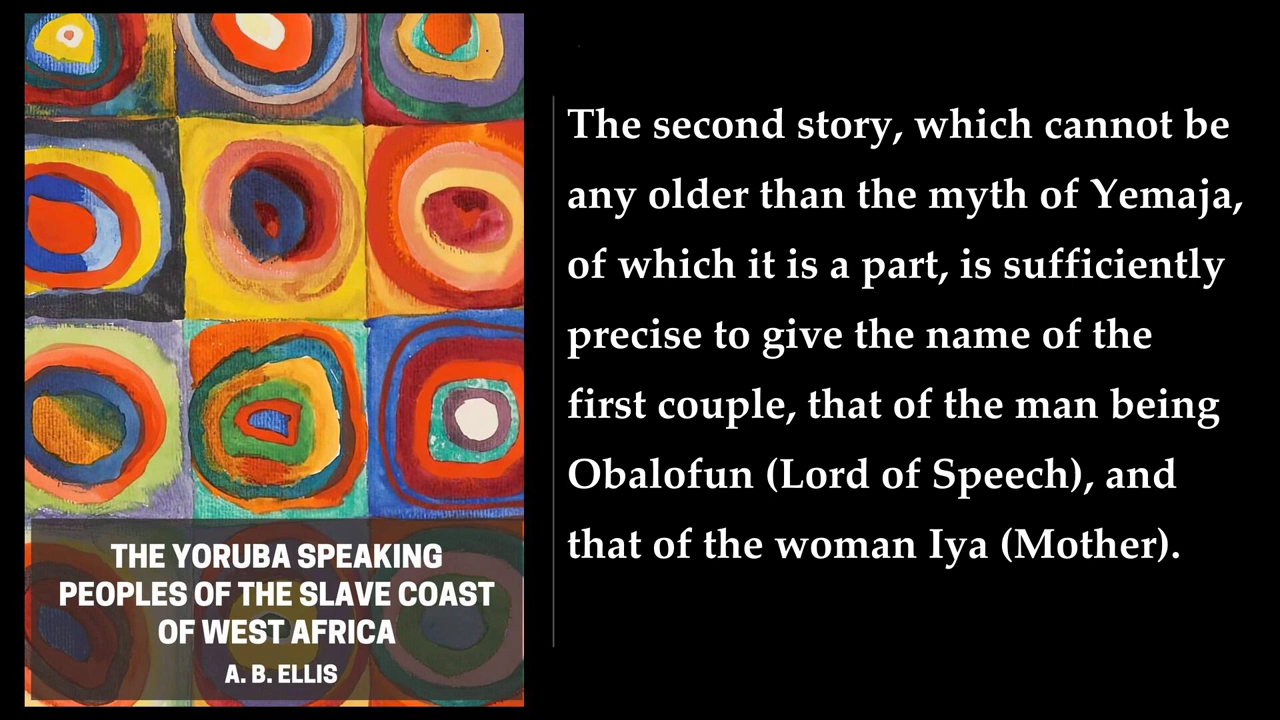 THE YORUBA SPEAKING
PEOPLES OF THE SLAVE COAST
OF WEST AFRICA
A. B. ELLIS
The second story, which cannot be
any older than the myth of Yemaja,
of which it is a part, is sufficiently
precise to give the name of the
first couple, that of the man being
Obalofun (Lord of Speech), and
that of the woman Iya (Mother).